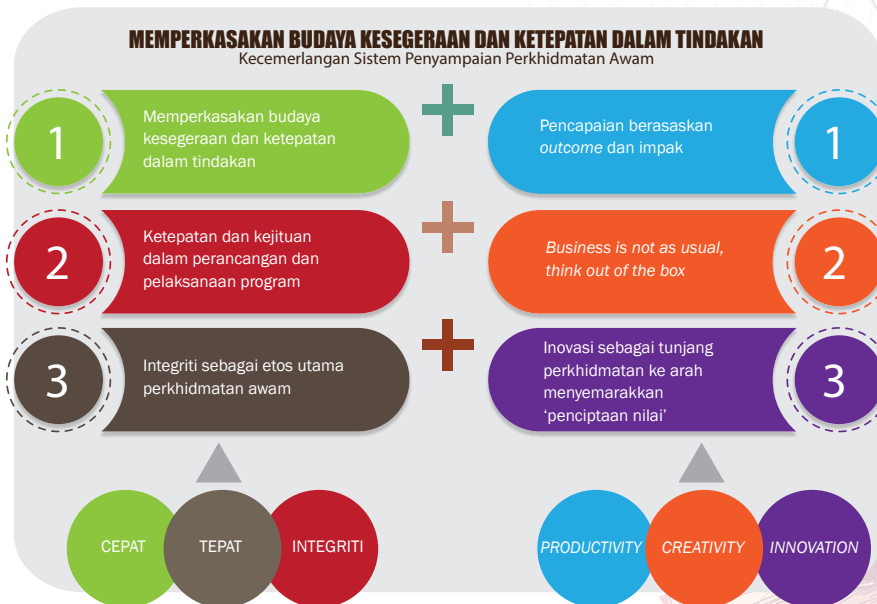 MEMPERKASAKAN BUDAYA KESEGERAAN DAN KETEPATAN DALAM TINDAKAN
Kecemerlangan Sistem Penyampaian Perkhidmatan Awam
1
Memperkasakan budaya
kesegeraan dan ketepatan
dalam tindakan
+
Pencapaian berasaskan
outcome dan impak
1
2
Ketepatan dan kejituan
dalam perancangan dan
pelaksanaan program
+
Business is not as usual,
think out of the box
2
3
Integriti sebagai etos utama
perkhidmatan awam
+
Inovasi sebagai tunjang
perkhidmatan ke arah
menyemarakkan
‘penciptaan nilai’
3
CEPAT
TEPAT
INTEGRITI
PRODUCTIVITY
CREATIVITY
INNOVATION